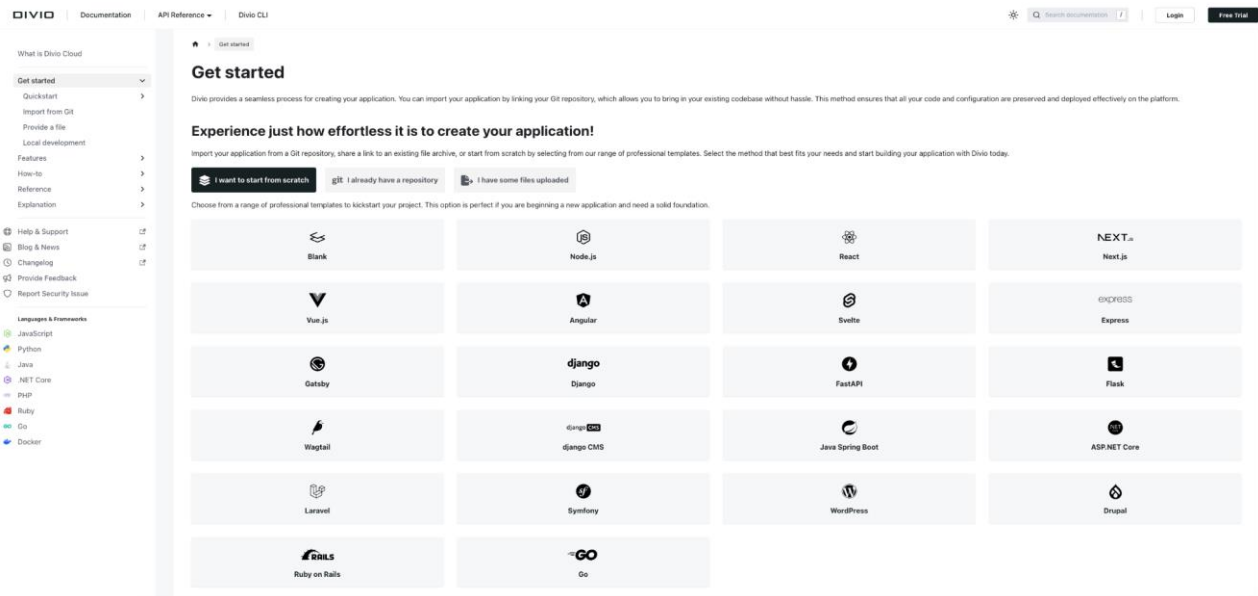 DIVIO
Documentation
API Reference
Divio CLI
Search documentation /
Login
Free Trial
What is Divio Cloud
Get started
Quickstart
Import from Git
Provide a file
Local development
Features
How-to
Reference
Explanation
Help & Support
Blog & News
Changelog
Provide Feedback
Report Security Issue
Languages & Frameworks
JavaScript
Python
Java
.NET Core
PHP
Ruby
Go
Docker
Get started
Get started
Divio provides a seamless process for creating your application. You can import your application by linking your Git repository, which allows you to bring in your existing codebase without hassle. This method ensures that all your code and configuration are preserved and deployed effectively on the platform.
Experience just how effortless it is to create your application!
Import your application from a Git repository, share a link to an existing file archive, or start from scratch by selecting from our range of professional templates. Select the method that best fits your needs and start building your application with Divio today.
I want to start from scratch
git I already have a repository
I have some files uploaded
Choose from a range of professional templates to kickstart your project. This option is perfect if you are beginning a new application and need a solid foundation.
Blank
JS
Node.js
React
NEXT.js
Next.js
Vue.js
A
Angular
Svelte
express
Express
Gatsby
django
Django
FastAPI
Flask
Wagtail
django CMS
django CMS
Java Spring Boot
.NET
ASP.NET Core
Laravel
sf
Symfony
W
WordPress
Drupal
RAILS
Ruby on Rails
GO
Go